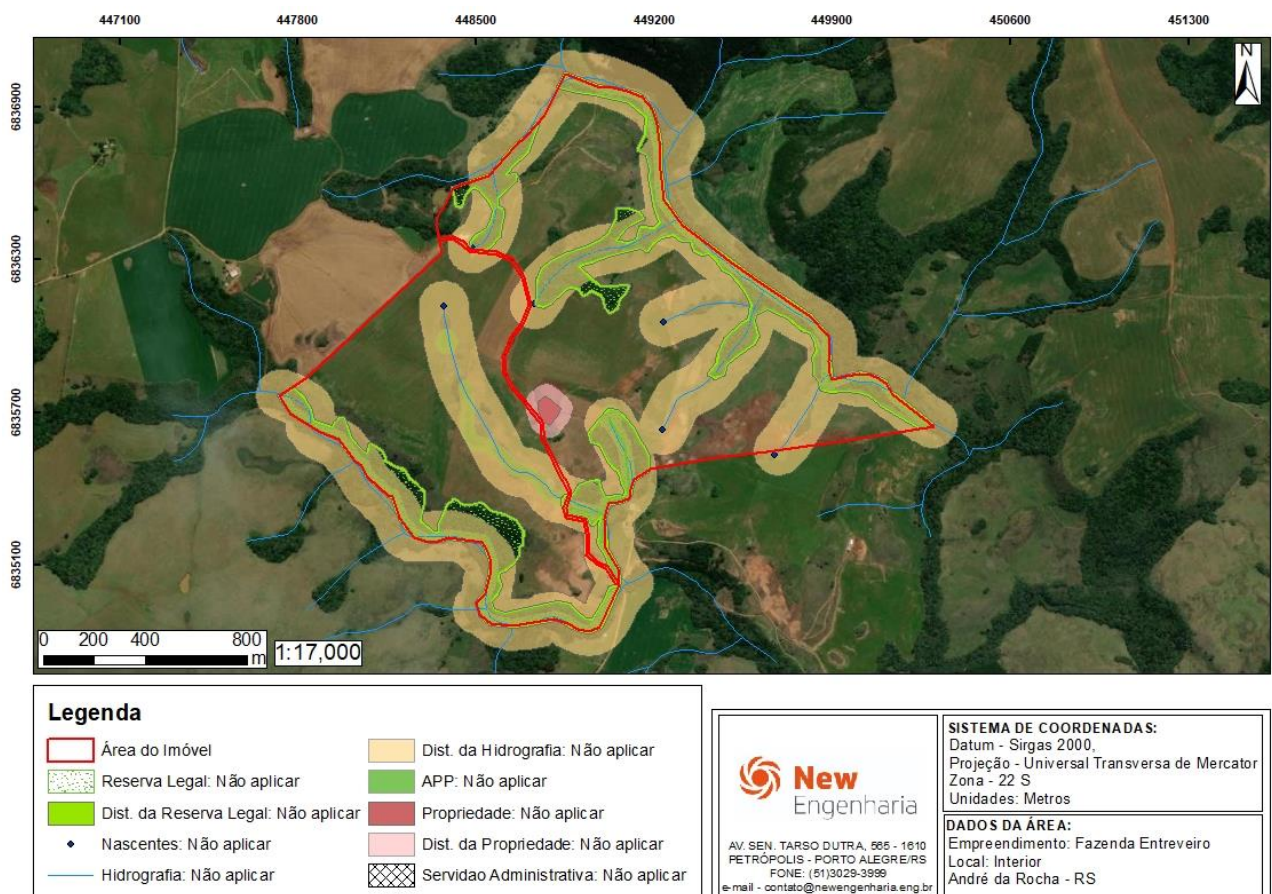 447100 447800 448500 449200 449900 450600 451300
6836900
6836300
6835700
6835100
N
0 200 400 800
m
1:17,000
Legenda
Área do Imóvel
Reserva Legal: Não aplicar
Dist. da Reserva Legal: Não aplicar
Nascentes: Não aplicar
Hidrografia: Não aplicar
Dist. da Hidrografia: Não aplicar
APP: Não aplicar
Propriedade: Não aplicar
Dist. da Propriedade: Não aplicar
Servidao Administrativa: Não aplicar
New
Engenharia
AV. SEN. TARSO DUTRA, 565 - 1610
PETRÓPOLIS - PORTO ALEGRE/RS
FONE: (51)3029-3999
e-mail - contato@newengenharia.eng.br
SISTEMA DE COORDENADAS:
Datum - Sirgas 2000,
Projeção - Universal Transversa de Mercator
Zona - 22 S
Unidades: Metros
DADOS DA ÁREA:
Empreendimento: Fazenda Entreveiro
Local: Interior
André da Rocha - RS